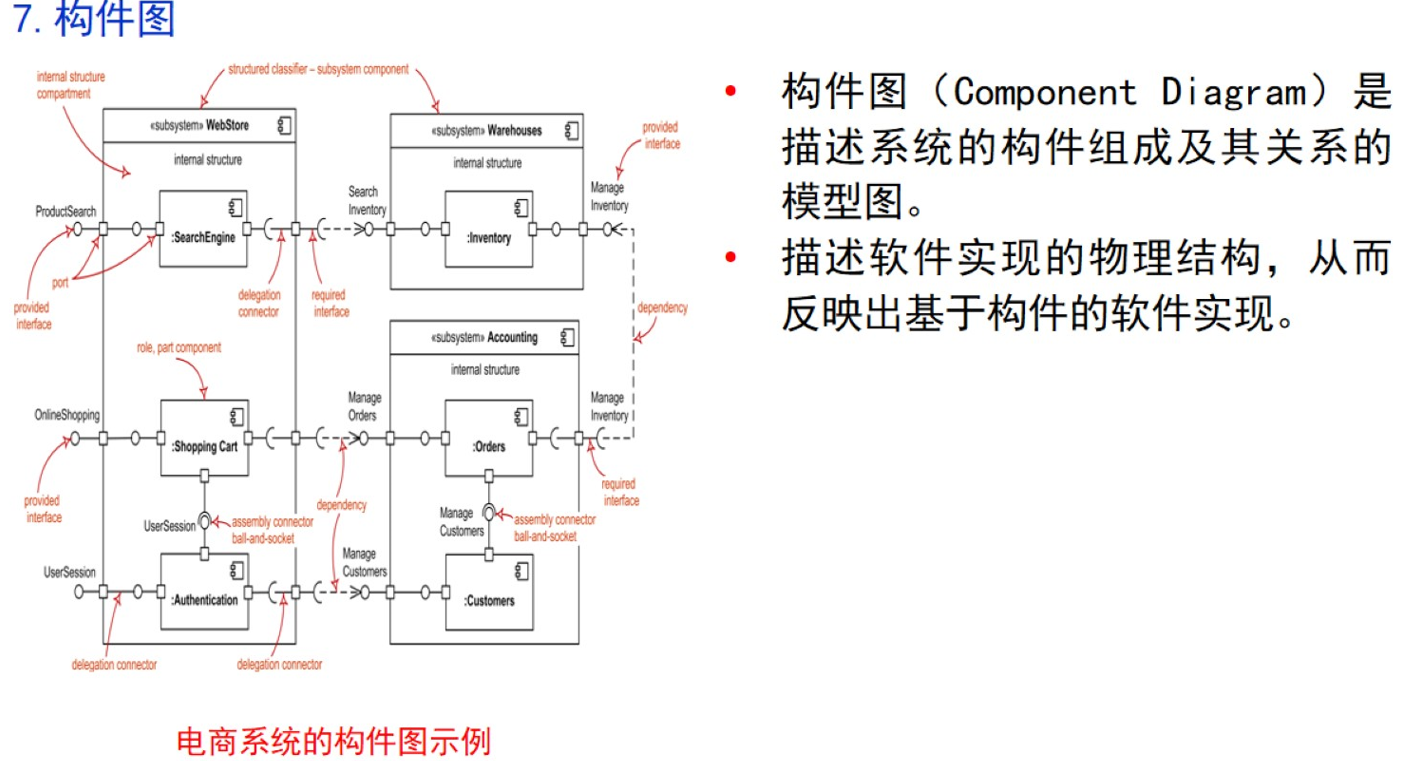 7. 构件图
structured classifier – subsystem component
internal structure
compartment
«subsystem» WebStore
internal structure
«subsystem» Warehouses
internal structure
provided
interface
ProductSearch
:SearchEngine
Search
Inventory
:Inventory
Manage
Inventory
port
provided
interface
delegation
connector
required
interface
dependency
role, part component
«subsystem» Accounting
internal structure
OnlineShopping
:Shopping Cart
Manage
Orders
:Orders
Manage
Inventory
provided
interface
required
interface
dependency
UserSession
assembly connector
ball-and-socket
Manage
Customers
assembly connector
ball-and-socket
UserSession
:Authentication
Manage
Customers
:Customers
delegation connector
delegation connector
电商系统的构件图示例
• 构件图（Component Diagram）是
描述系统的构件组成及其关系的
模型图。
• 描述软件实现的物理结构，从而
反映出基于构件的软件实现。